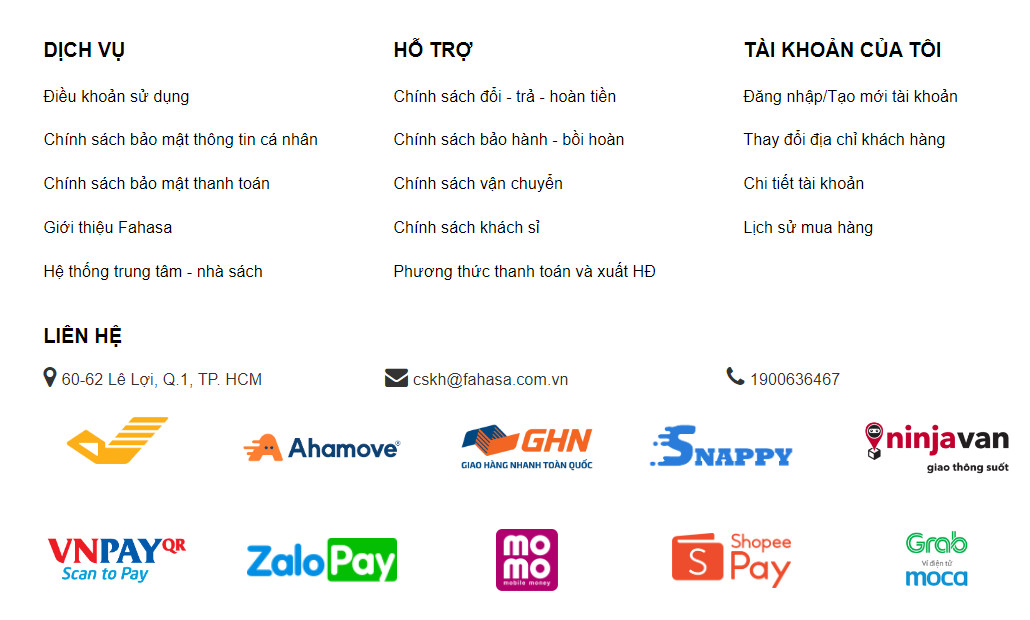 DỊCH VỤ
Điều khoản sử dụng
Chính sách bảo mật thông tin cá nhân
Chính sách bảo mật thanh toán
Giới thiệu Fahasa
Hệ thống trung tâm - nhà sách
HỖ TRỢ
Chính sách đổi - trả - hoàn tiền
Chính sách bảo hành - bồi hoàn
Chính sách vận chuyển
Chính sách khách sỉ
Phương thức thanh toán và xuất HĐ
TÀI KHOẢN CỦA TÔI
Đăng nhập/Tạo mới tài khoản
Thay đổi địa chỉ khách hàng
Chi tiết tài khoản
Lịch sử mua hàng
LIÊN HỆ
60-62 Lê Lợi, Q.1, TP. HCM
cskh@fahasa.com.vn
1900636467
Ahamove®
GHN
GIAO HÀNG NHANH TOÀN QUỐC
SNAPPY
ninjavan
giao thông suốt
VNPAYQR
Scan to Pay
ZaloPay
mo
mo
mobile money
S
Shopee
Pay
Grab
Ví điện tử
moca